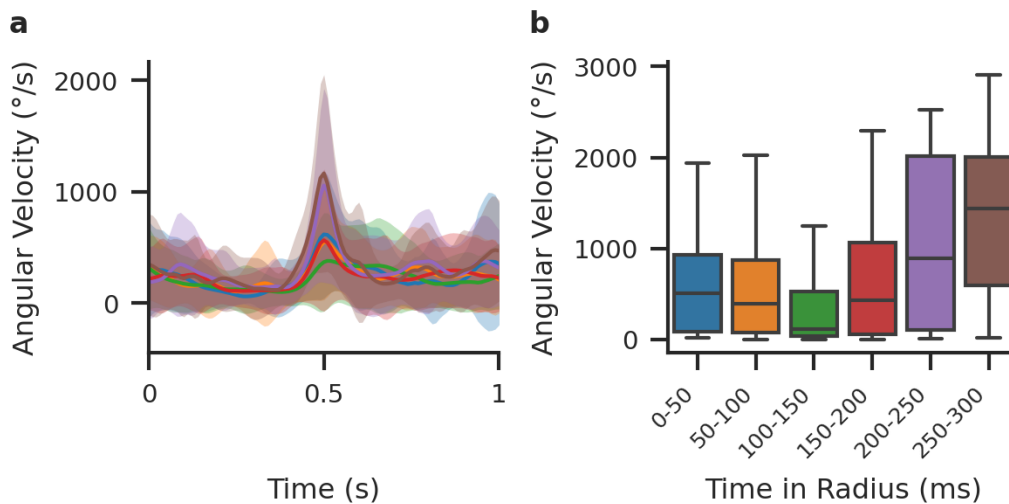 a
Angular Velocity (°/s)
2000
1000
0
0
0.5
1
Time (s)
b
Angular Velocity (°/s)
3000
2000
1000
0
0-50
50-100
100-150
150-200
200-250
250-300
Time in Radius (ms)